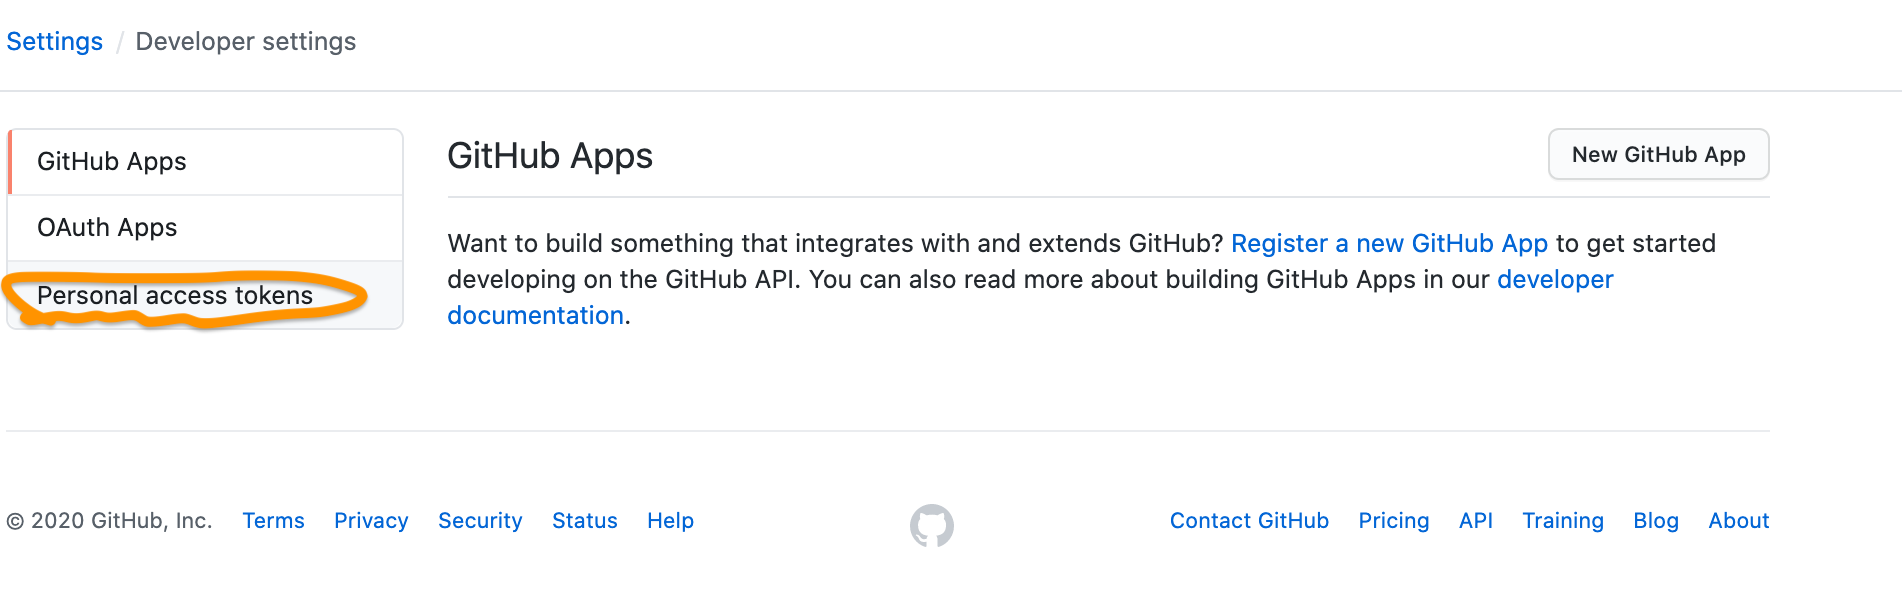 Settings / Developer settings
GitHub Apps
OAuth Apps
Personal access tokens
GitHub Apps
New GitHub App
Want to build something that integrates with and extends GitHub? Register a new GitHub App to get started
developing on the GitHub API. You can also read more about building GitHub Apps in our developer
documentation.
© 2020 GitHub, Inc. Terms Privacy Security Status Help Contact GitHub Pricing API Training Blog About